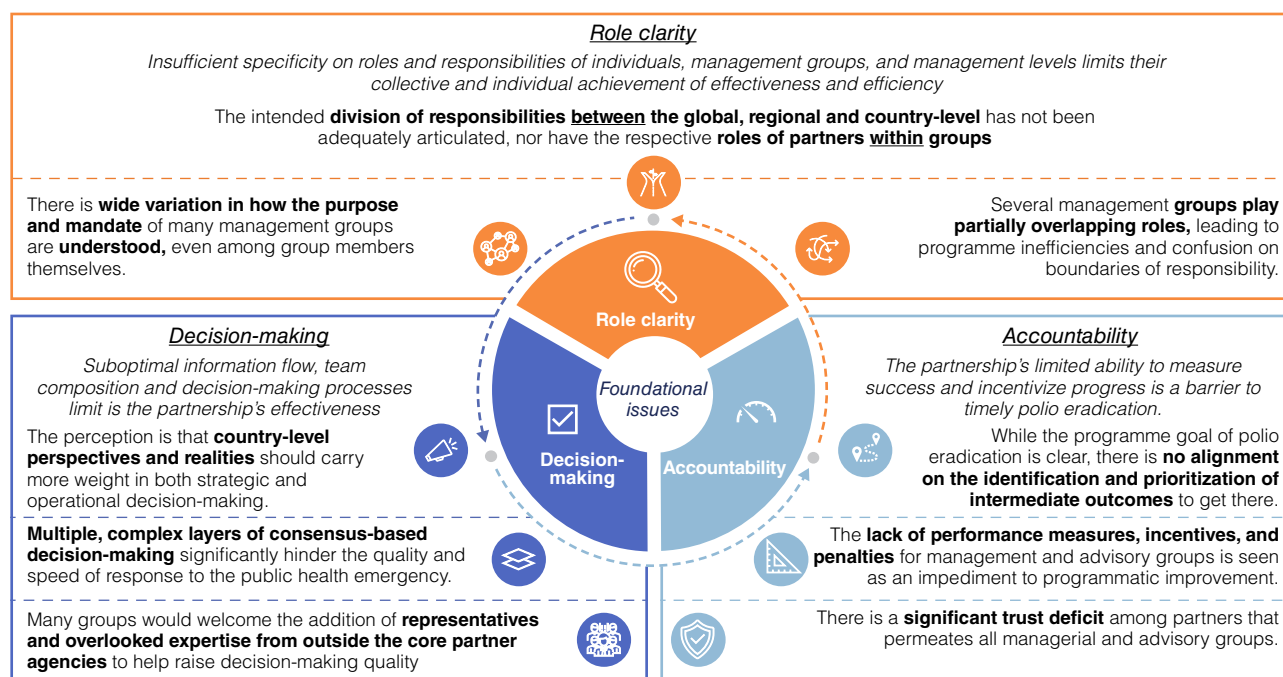 Role clarity
Insufficient specificity on roles and responsibilities of individuals, management groups, and management levels limits their
collective and individual achievement of effectiveness and efficiency
The intended division of responsibilities between the global, regional and country-level has not been
adequately articulated, nor have the respective roles of partners within groups
There is wide variation in how the purpose
and mandate of many management groups
are understood, even among group members
themselves.
Several management groups play
partially overlapping roles, leading to
programme inefficiencies and confusion on
boundaries of responsibility.
Role clarity
Foundational
issues
Decision-
making
Accountability
Decision-making
Suboptimal information flow, team
composition and decision-making processes
limit is the partnership's effectiveness
The perception is that country-level
perspectives and realities should carry
more weight in both strategic and
operational decision-making.
Multiple, complex layers of consensus-based
decision-making significantly hinder the quality and
speed of response to the public health emergency.
Many groups would welcome the addition of representatives
and overlooked expertise from outside the core partner
agencies to help raise decision-making quality
Accountability
The partnership's limited ability to measure
success and incentivize progress is a barrier to
timely polio eradication.
While the programme goal of polio
eradication is clear, there is no alignment
on the identification and prioritization of
intermediate outcomes to get there.
The lack of performance measures, incentives, and
penalties for management and advisory groups is seen
as an impediment to programmatic improvement.
There is a significant trust deficit among partners that
permeates all managerial and advisory groups.